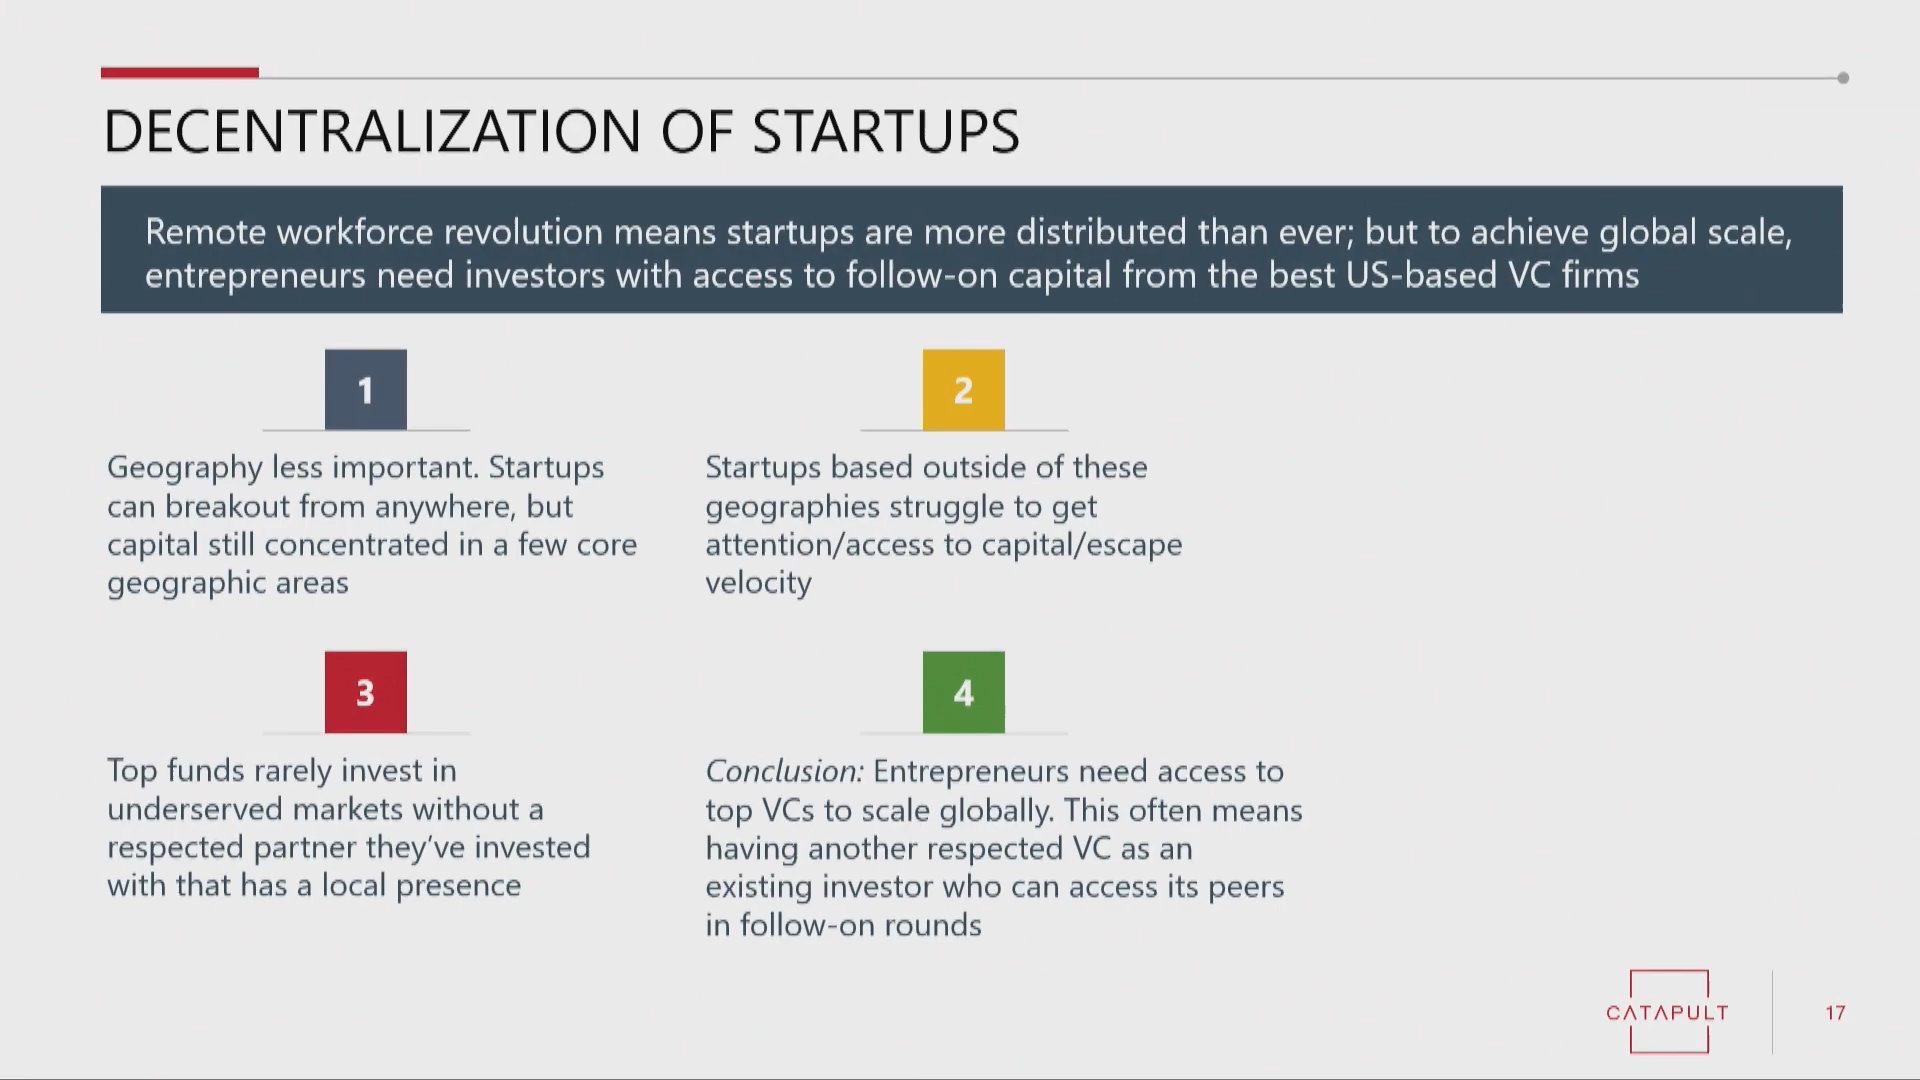 DECENTRALIZATION OF STARTUPS
Remote workforce revolution means startups are more distributed than ever; but to achieve global scale,
entrepreneurs need investors with access to follow-on capital from the best US-based VC firms
1
Geography less important. Startups
can breakout from anywhere, but
capital still concentrated in a few core
geographic areas
2
Startups based outside of these
geographies struggle to get
attention/access to capital/escape
velocity
3
Top funds rarely invest in
underserved markets without a
respected partner they’ve invested
with that has a local presence
4
Conclusion: Entrepreneurs need access to
top VCs to scale globally. This often means
having another respected VC as an
existing investor who can access its peers
in follow-on rounds
CATAPULT
17